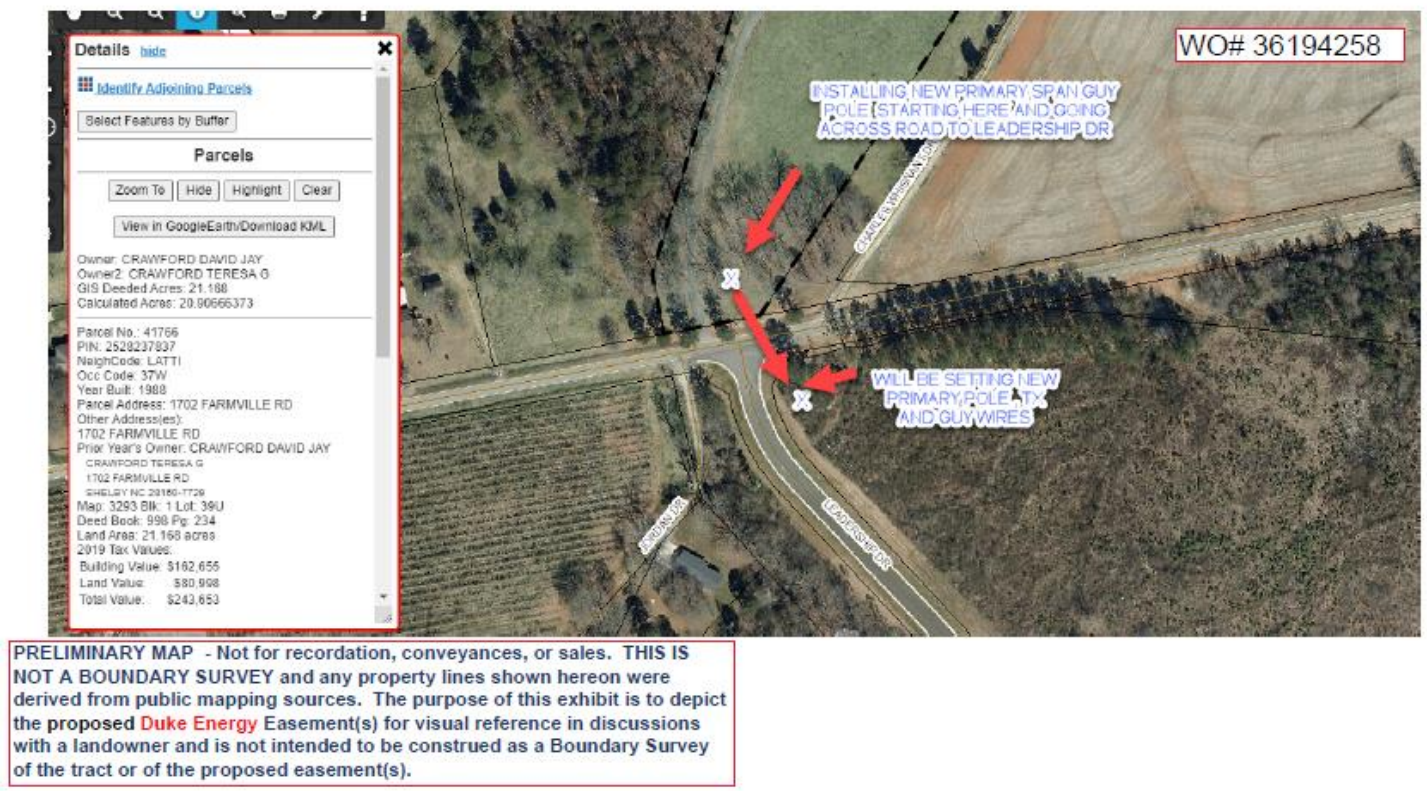 Details hide
Identify Adjoining Parcels
Select Features by Buffer
Parcels
Zoom To Hide Highlight Clear
View in GoogleEarth/Download KML
Owner: CRAWFORD DAVID JAY
Owner2: CRAWFORD TERESA G
GIS Deeded Acres: 21.168
Calculated Acres: 20.90665373
Parcel No.: 41766
PIN: 2528237837
NeighCode: LATTI
Occ Code: 37W
Year Built: 1988
Parcel Address: 1702 FARMVILLE RD
Other Address(es):
1702 FARMVILLE RD
Prior Year's Owner: CRAWFORD DAVID JAY
CRAWFORD TERESA G
1702 FARMVILLE RD
SHELBY NC 28150-7729
Map: 3293 Blk: 1 Lot: 39U
Deed Book: 998 Pg: 234
Land Area: 21.168 acres
2019 Tax Values:
Building Value: $162,655
Land Value: $80,998
Total Value: $243,653
WO# 36194258
INSTALLING NEW PRIMARY SPAN GUY
POLE STARTING HERE AND GOING
ACROSS ROAD TO LEADERSHIP DR
CHARLES WHISNANT DR
X
WILL BE SETTING NEW
PRIMARY POLE , TX
AND GUY WIRES
X
JORDAN DR
LEADERSHIP DR
PRELIMINARY MAP - Not for recordation, conveyances, or sales. THIS IS
NOT A BOUNDARY SURVEY and any property lines shown hereon were
derived from public mapping sources. The purpose of this exhibit is to depict
the proposed Duke Energy Easement(s) for visual reference in discussions
with a landowner and is not intended to be construed as a Boundary Survey
of the tract or of the proposed easement(s).